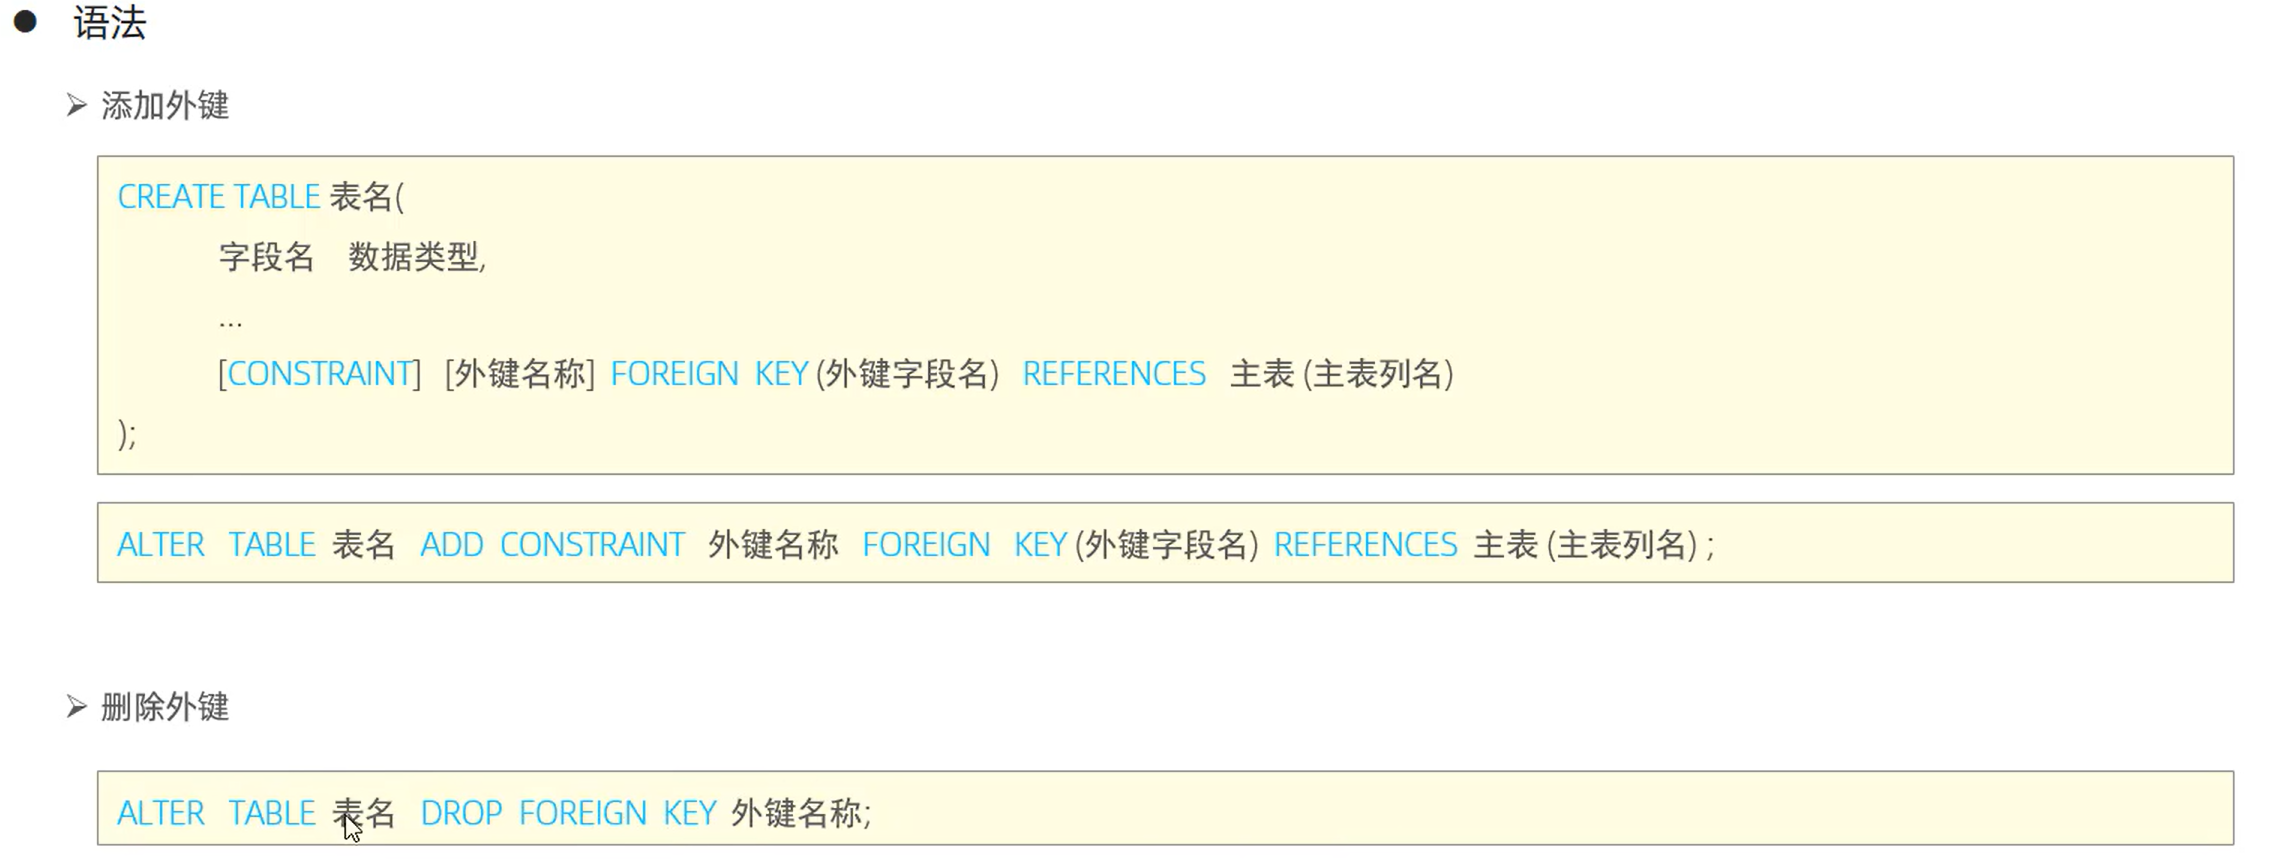 ● 语法
➢ 添加外键
CREATE TABLE 表名(
字段名 数据类型,
...
[CONSTRAINT] [外键名称] FOREIGN KEY (外键字段名) REFERENCES 主表 (主表列名)
);
ALTER TABLE 表名 ADD CONSTRAINT 外键名称 FOREIGN KEY (外键字段名) REFERENCES 主表 (主表列名) ;
➢ 删除外键
ALTER TABLE 表名 DROP FOREIGN KEY 外键名称;